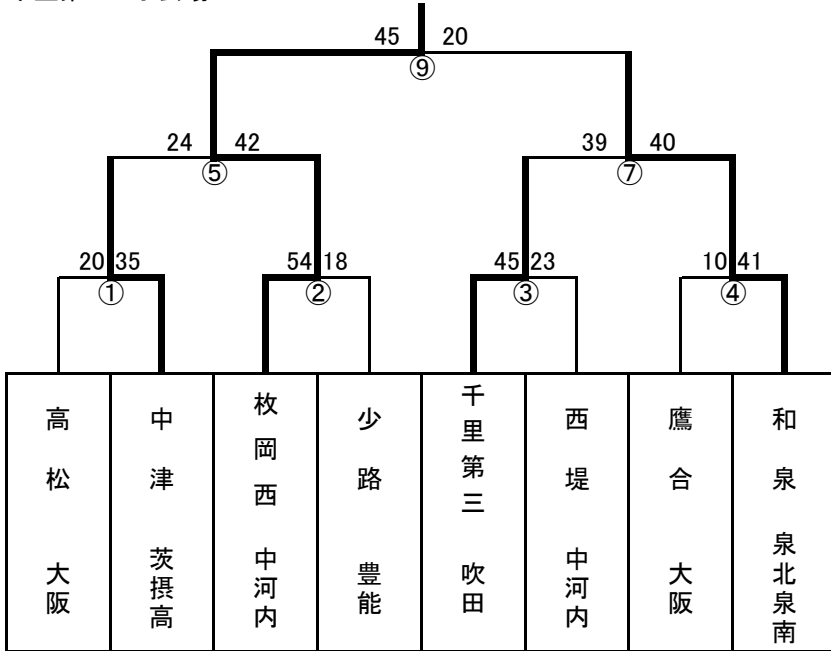 45 20
⑨
24 42
39 40
⑤
⑦
20 35
54 18
45 23
10 41
①
②
③
④
高松 大阪
中津 茨摂高
枚岡西 中河内
少路 豊能
千里第三 吹田
西堤 中河内
鷹合 大阪
和泉 泉北泉南